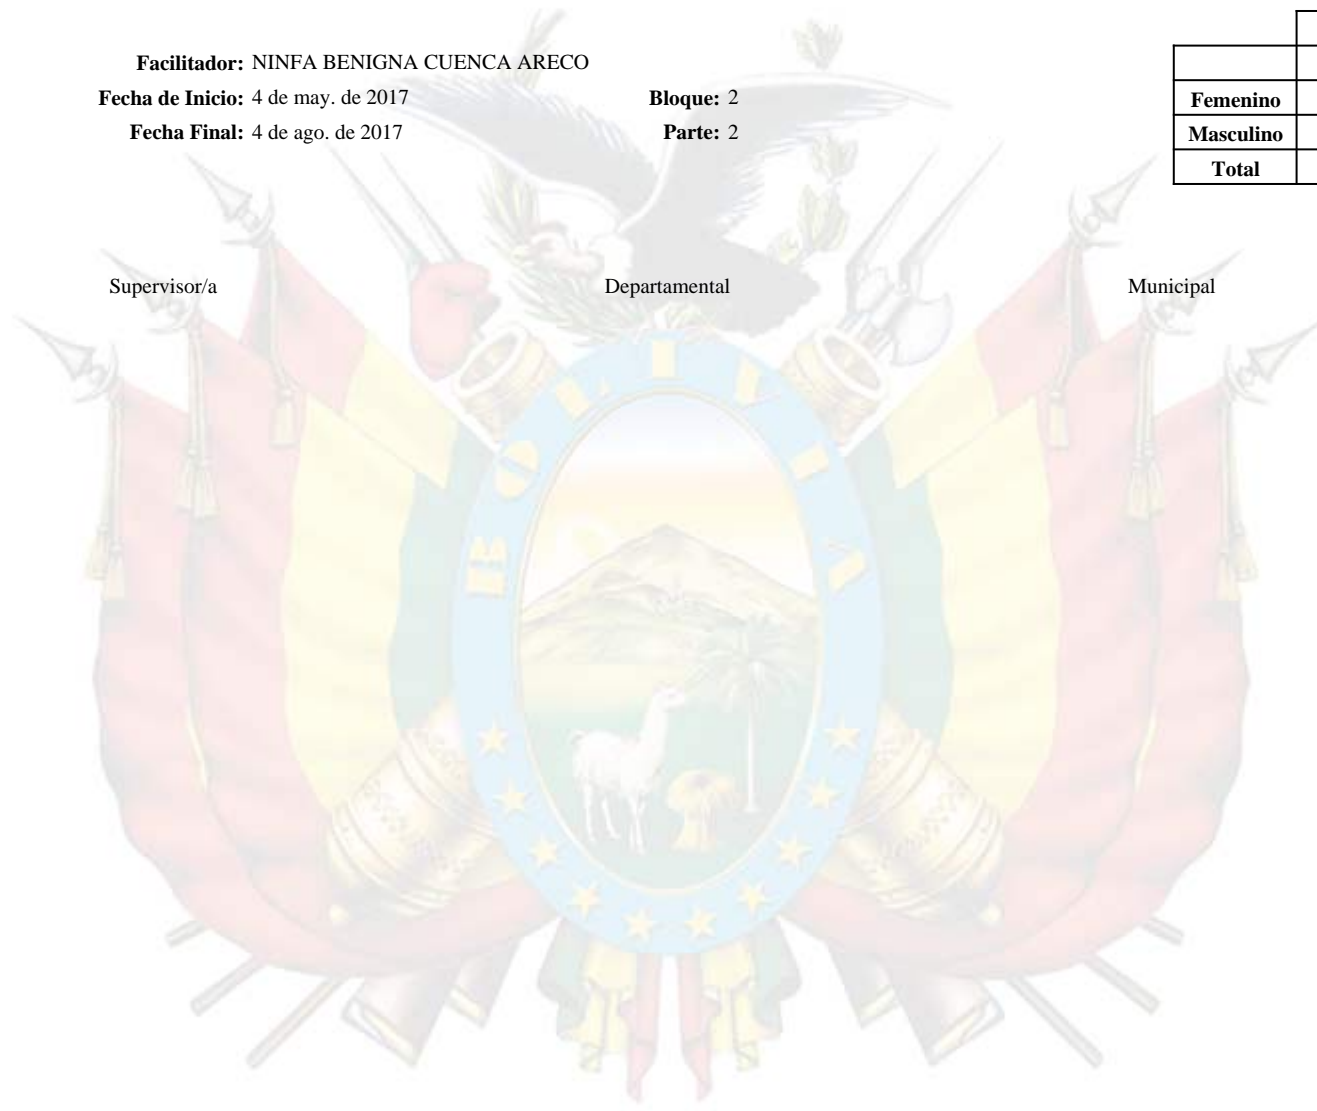 Facilitador: NINFA BENIGNA CUENCA ARECO
Fecha de Inicio: 4 de may. de 2017 Bloque: 2
Fecha Final: 4 de ago. de 2017 Parte: 2
Femenino
Masculino
Total
Supervisor/a Departamental Municipal
BOLIVIA